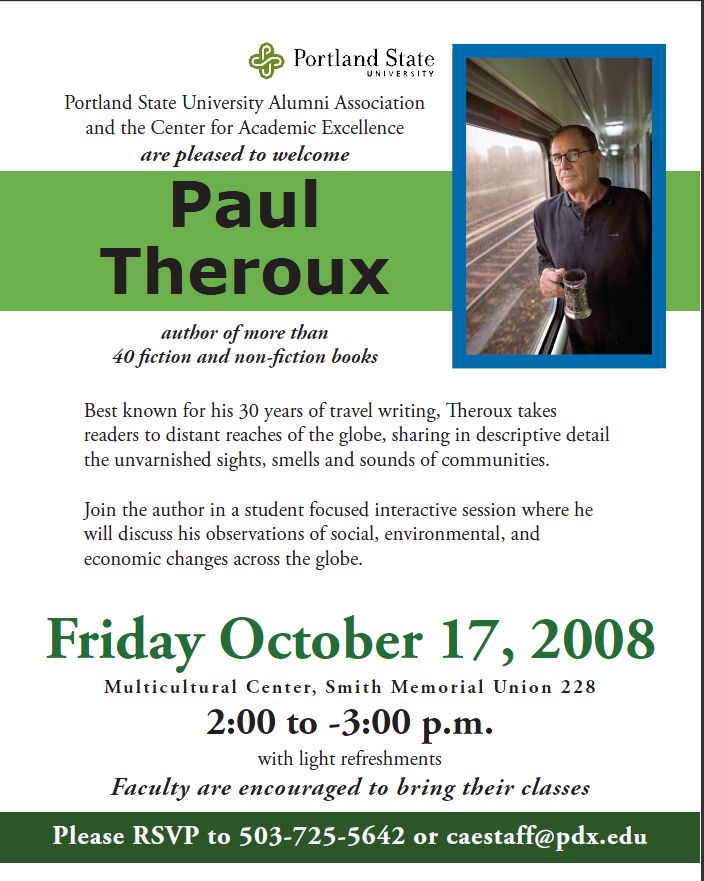 Portland State
UNIVERSITY
Portland State University Alumni Association
and the Center for Academic Excellence
are pleased to welcome
Paul
Theroux
author of more than
40 fiction and non-fiction books
Best known for his 30 years of travel writing, Theroux takes
readers to distant reaches of the globe, sharing in descriptive detail
the unvarnished sights, smells and sounds of communities.
Join the author in a student focused interactive session where he
will discuss his observations of social, environmental, and
economic changes across the globe.
Friday October 17, 2008
Multicultural Center, Smith Memorial Union 228
2:00 to -3:00 p.m.
with light refreshments
Faculty are encouraged to bring their classes
Please RSVP to 503-725-5642 or caestaff@pdx.edu